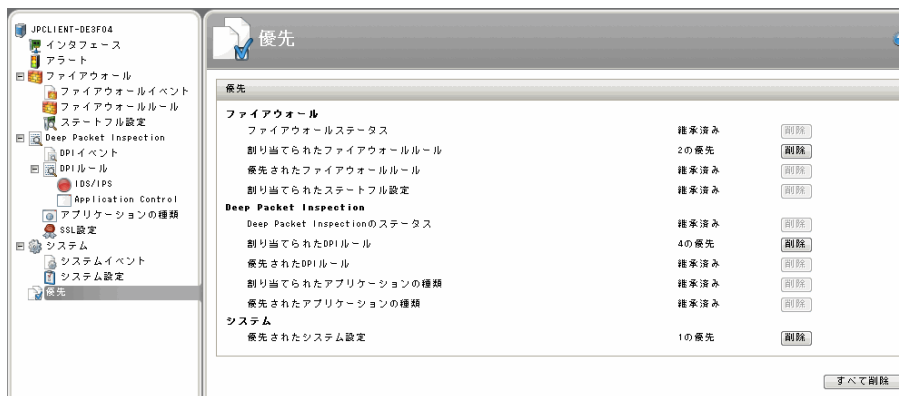 JPCLIENT-DE3F04
インタフェース
アラート
ファイアウォール
ファイアウォールイベント
ファイアウォールルール
ステートフル設定
Deep Packet Inspection
DPIイベント
DPIルール
IDS/IPS
Application Control
アプリケーションの種類
SSL設定
システム
システムイベント
システム設定
優先
優先
優先
ファイアウォール
ファイアウォールステータス 継承済み 削除
割り当てられたファイアウォールルール 2の優先 削除
優先されたファイアウォールルール 継承済み 削除
割り当てられたステートフル設定 継承済み 削除
Deep Packet Inspection
Deep Packet Inspectionのステータス 継承済み 削除
割り当てられたDPIルール 4の優先 削除
優先されたDPIルール 継承済み 削除
割り当てられたアプリケーションの種類 継承済み 削除
優先されたアプリケーションの種類 継承済み 削除
システム
優先されたシステム設定 1の優先 削除
すべて削除